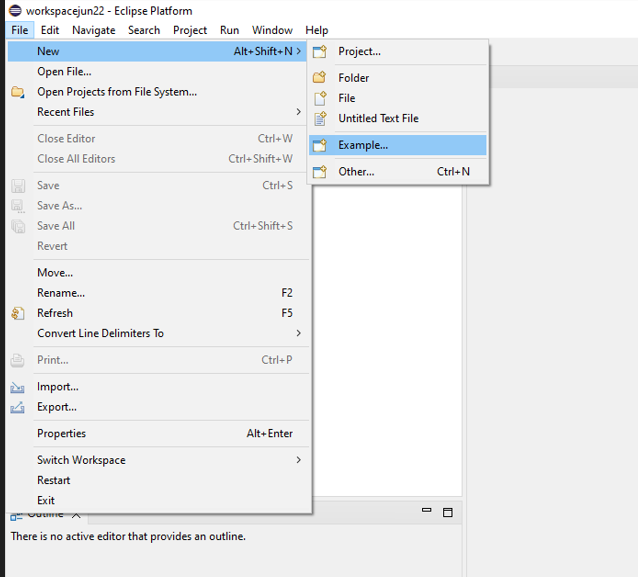 workspacejun22 - Eclipse Platform
File Edit Navigate Search Project Run Window Help
New Alt+Shift+N
Open File...
Open Projects from File System...
Recent Files
Close Editor Ctrl+W
Close All Editors Ctrl+Shift+W
Save Ctrl+S
Save As...
Save All Ctrl+Shift+S
Revert
Move...
Rename... F2
Refresh F5
Convert Line Delimiters To
Print... Ctrl+P
Import...
Export...
Properties Alt+Enter
Switch Workspace
Restart
Exit
Project...
Folder
File
Untitled Text File
Example...
Other... Ctrl+N
Outline
There is no active editor that provides an outline.